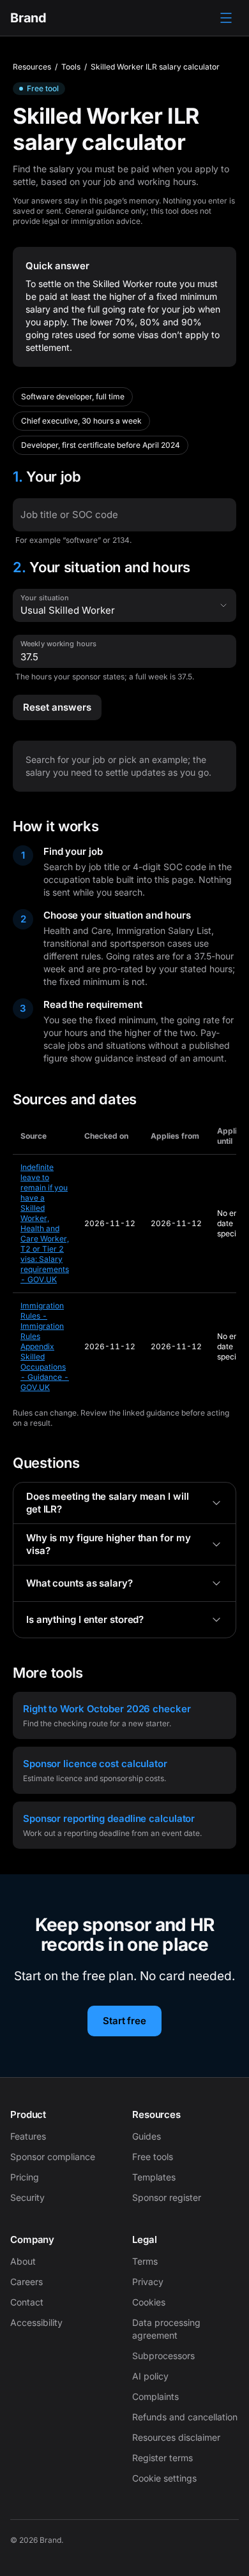 Brand
Resources / Tools / Skilled Worker ILR salary calculator
Free tool
Skilled Worker ILR
salary calculator
Find the salary you must be paid when you apply to
settle, based on your job and working hours.
Your answers stay in this page's memory. Nothing you enter is
saved or sent. General guidance only; this tool does not
provide legal or immigration advice.
Quick answer
To settle on the Skilled Worker route you must
be paid at least the higher of a fixed minimum
salary and the full going rate for your job when
you apply. The lower 70%, 80% and 90%
going rates used for some visas don't apply to
settlement.
Software developer, full time
Chief executive, 30 hours a week
Developer, first certificate before April 2024
1. Your job
Job title or SOC code
For example “software” or 2134.
2. Your situation and hours
Your situation
Usual Skilled Worker
Weekly working hours
37.5
The hours your sponsor states; a full week is 37.5.
Reset answers
Search for your job or pick an example; the
salary you need to settle updates as you go.
How it works
1
Find your job
Search by job title or 4-digit SOC code in the
occupation table built into this page. Nothing
is sent while you search.
2
Choose your situation and hours
Health and Care, Immigration Salary List,
transitional and sportsperson cases use
different rules. Going rates are for a 37.5-hour
week and are pro-rated by your stated hours;
the fixed minimum is not.
3
Read the requirement
You see the fixed minimum, the going rate for
your hours and the higher of the two. Pay-
scale jobs and situations without a published
figure show guidance instead of an amount.
Sources and dates
Source Checked on Applies from Appli
until
Indefinite
leave to
remain if you
have a
Skilled
Worker,
Health and
Care Worker,
T2 or Tier 2
visa: Salary
requirements
- GOV.UK
2026-11-12 2026-11-12 No en
date
speci
Immigration
Rules -
Immigration
Rules
Appendix
Skilled
Occupations
- Guidance -
GOV.UK
2026-11-12 2026-11-12 No en
date
speci
Rules can change. Review the linked guidance before acting
on a result.
Questions
Does meeting the salary mean I will
get ILR?
Why is my figure higher than for my
visa?
What counts as salary?
Is anything I enter stored?
More tools
Right to Work October 2026 checker
Find the checking route for a new starter.
Sponsor licence cost calculator
Estimate licence and sponsorship costs.
Sponsor reporting deadline calculator
Work out a reporting deadline from an event date.
Keep sponsor and HR
records in one place
Start on the free plan. No card needed.
Start free
Product
Features
Sponsor compliance
Pricing
Security
Resources
Guides
Free tools
Templates
Sponsor register
Company
About
Careers
Contact
Accessibility
Legal
Terms
Privacy
Cookies
Data processing
agreement
Subprocessors
AI policy
Complaints
Refunds and cancellation
Resources disclaimer
Register terms
Cookie settings
© 2026 Brand.